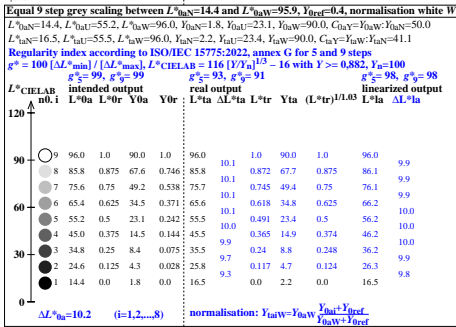 Equal 9 step grey scaling between L*0aN=14.4 and L*0aW=95.9, Y0ref=0.4, normalisation white W
L*0aN=14.4, L*0aU=55.2, L*0aW=96.0, Y0aN=1.8, Y0aU=23.1, Y0aW=90.0, C0aY=Y0aW:Y0aN=50.0
L*taN=16.5, L*taU=55.5, L*taW=96.0, YtaN=2.2, YtaU=23.4, YtaW=90.0, CtaY=YtaW:YtaN=41.1
Regularity index according to ISO/IEC 15775:2022, annex G for 5 and 9 steps
g* = 100 [ΔL*min] / [ΔL*max], L*CIELAB = 116 [Y/Yn]1/3 – 16 with Y >= 0,882, Yn=100
g*5= 99, g*9= 99 g*5= 93, g*9= 91 g*5= 98, g*9= 98
L*CIELAB intended output real output linearized output
n0. i L*0a L*0r Y0a Y0r L*ta ΔL*ta L*tr Yta (L*tr)1/1.03 L*la ΔL*la
120
9 96.0 1.0 90.0 1.0 96.0 1.0 90.0 1.0 96.0
10.1 9.9
8 85.8 0.875 67.6 0.746 85.8 0.872 67.7 0.875 86.1
10.1 9.9
90
7 75.6 0.75 49.2 0.538 75.7 0.745 49.4 0.75 76.1
10.1 9.9
6 65.4 0.625 34.5 0.371 65.6 0.618 34.8 0.625 66.2
10.1 10.0
60
5 55.2 0.5 23.1 0.242 55.5 0.491 23.4 0.5 56.2
10.0 10.0
4 45.0 0.375 14.5 0.144 45.5 0.365 14.9 0.374 46.2
9.9 10.0
3 34.8 0.25 8.4 0.075 35.5 0.24 8.8 0.248 36.2
9.7 9.9
30
2 24.6 0.125 4.3 0.028 25.8 0.117 4.7 0.124 26.3
9.3 9.8
1 14.4 0.0 1.8 0.0 16.5 0.0 2.2 0.0 16.5
0
ΔL*0a=10.2 (i=1,2,...,8) normalisation: YtaiW=Y0aW Y0ai+Y0ref
Y0aW+Y0ref